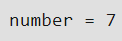 number = 7